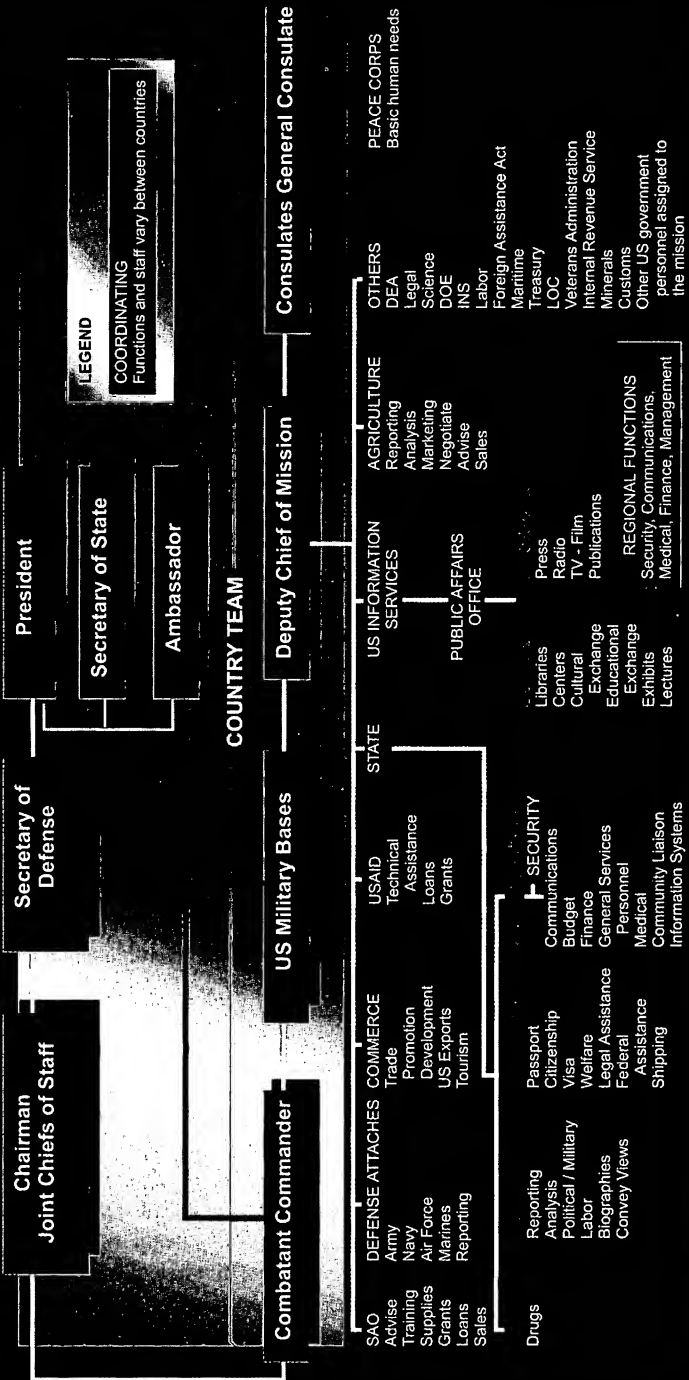 Chairman
Joint Chiefs of Staff
Secretary of
Defense
President
Secretary of State
Ambassador
LEGEND
COORDINATING
Functions and staff vary between countries
COUNTRY TEAM
Combatant Commander
US Military Bases
Deputy Chief of Mission
Consulates General Consulate
SAO
Advise
Training
Supplies
Grants
Loans
Sales
DEFENSE ATTACHES
Army
Navy
Air Force
Marines
Reporting
COMMERCE
Trade
Promotion
Development
US Exports
Tourism
USAID
Technical
Assistance
Loans
Grants
STATE
US INFORMATION
SERVICES
PUBLIC AFFAIRS
OFFICE
AGRICULTURE
Reporting
Analysis
Marketing
Negotiate
Advise
Sales
OTHERS
DEA
Legal
Science
DOE
INS
Labor
Foreign Assistance Act
Maritime
Treasury
LOC
Veterans Administration
Internal Revenue Service
Minerals
Customs
Other US government
personnel assigned to
the mission
PEACE CORPS
Basic human needs
Drugs
Reporting
Analysis
Political / Military
Labor
Biographies
Convey Views
Passport
Citizenship
Visa
Welfare
Legal Assistance
Federal
Assistance
Shipping
SECURITY
Communications
Budget
Finance
General Services
Personnel
Medical
Community Liaison
Information Systems
Libraries
Centers
Cultural
Exchange
Educational
Exchange
Exhibits
Lectures
Press
Radio
TV - Film
Publications
REGIONAL FUNCTIONS
Security, Communications,
Medical, Finance, Management